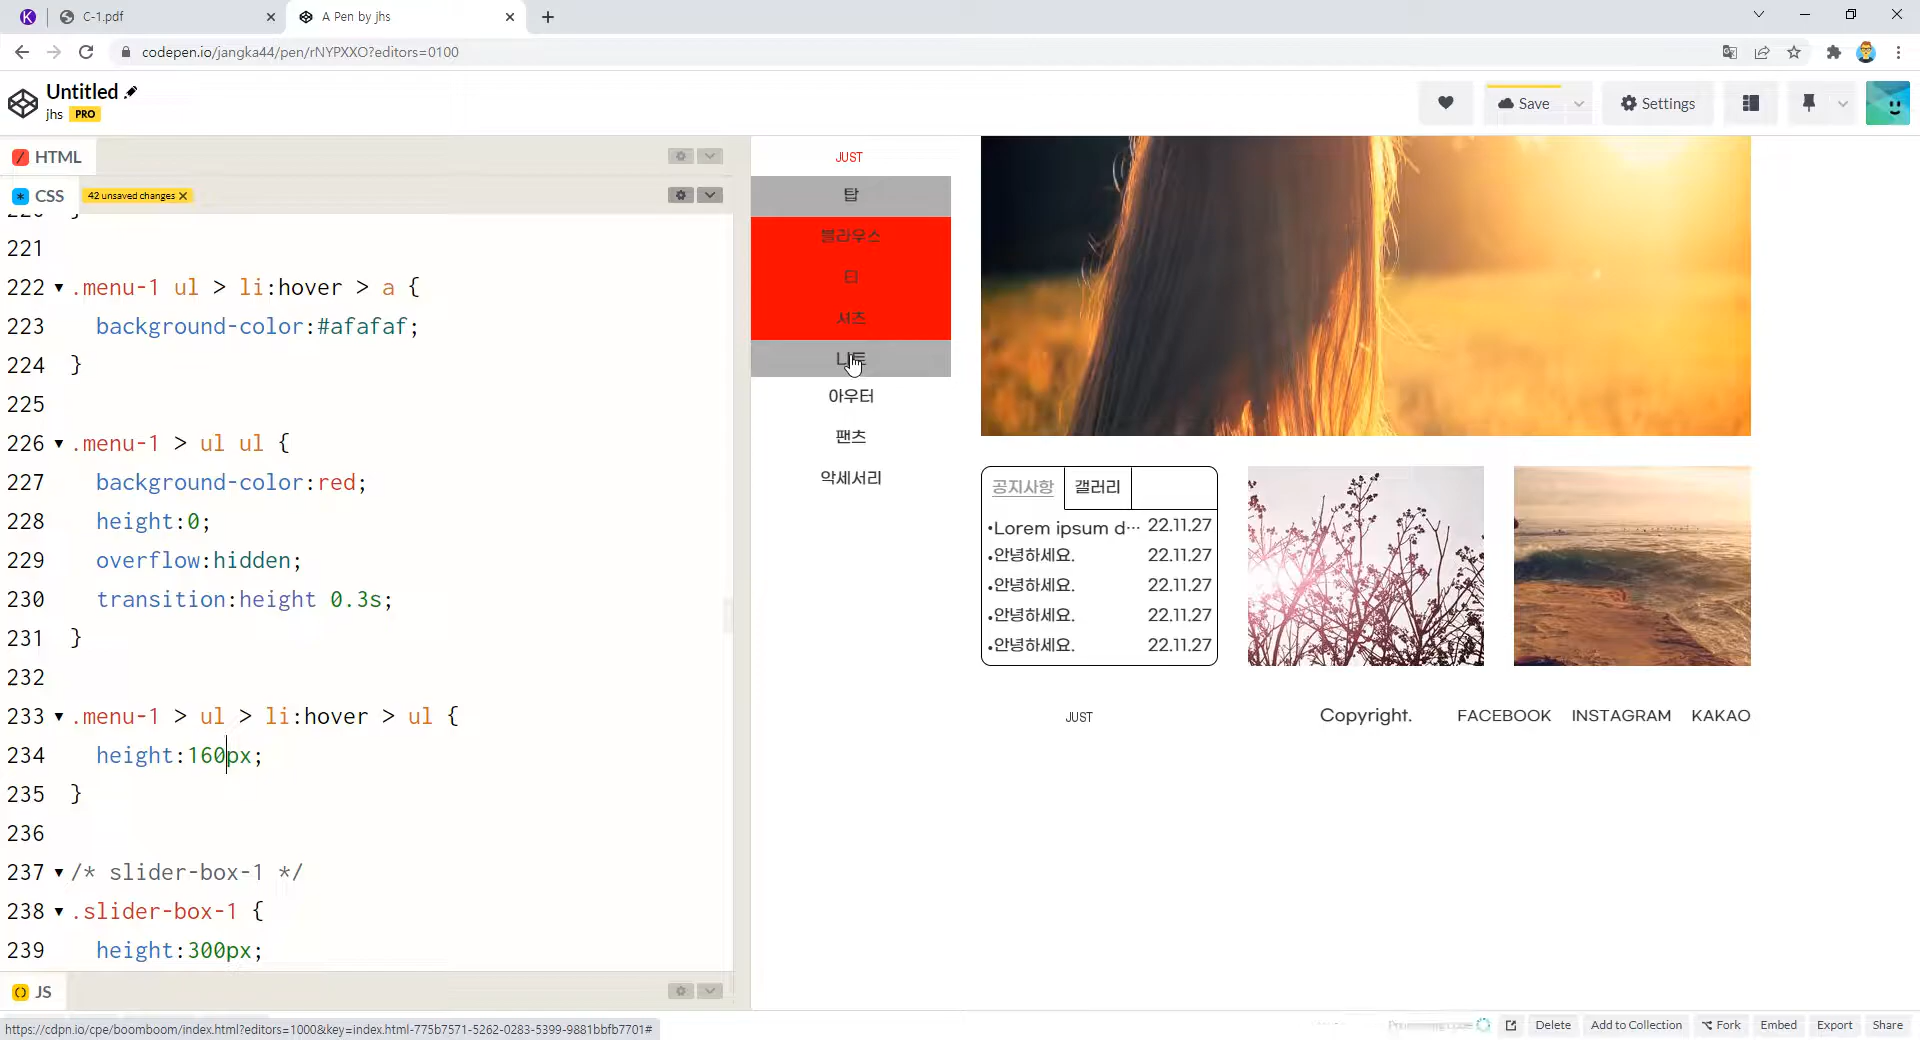 C-1.pdf
A Pen by jhs
codepen.io/jangka44/pen/rNYPXXO?editors=0100
Untitled
jhs PRO
Save
Settings
HTML
CSS
42 unsaved changes
221
222 .menu-1 ul > li:hover > a {
223 background-color:#afafaf;
224 }
225
226 .menu-1 > ul ul {
227 background-color:red;
228 height:0;
229 overflow:hidden;
230 transition:height 0.3s;
231 }
232
233 .menu-1 > ul > li:hover > ul {
234 height:160px;
235 }
236
237 /* slider-box-1 */
238 .slider-box-1 {
239 height:300px;
JS
JUST
탑
블라우스
티
셔츠
니트
아우터
팬츠
악세서리
공지사항 갤러리
•Lorem ipsum d… 22.11.27
•안녕하세요. 22.11.27
•안녕하세요. 22.11.27
•안녕하세요. 22.11.27
•안녕하세요. 22.11.27
JUST
Copyright. FACEBOOK INSTAGRAM KAKAO
https://cdpn.io/cpe/boomboom/index.html?editors=1000&key=index.html-775b7571-5262-0283-5399-9881bbfb7701#
Delete Add to Collection Fork Embed Export Share